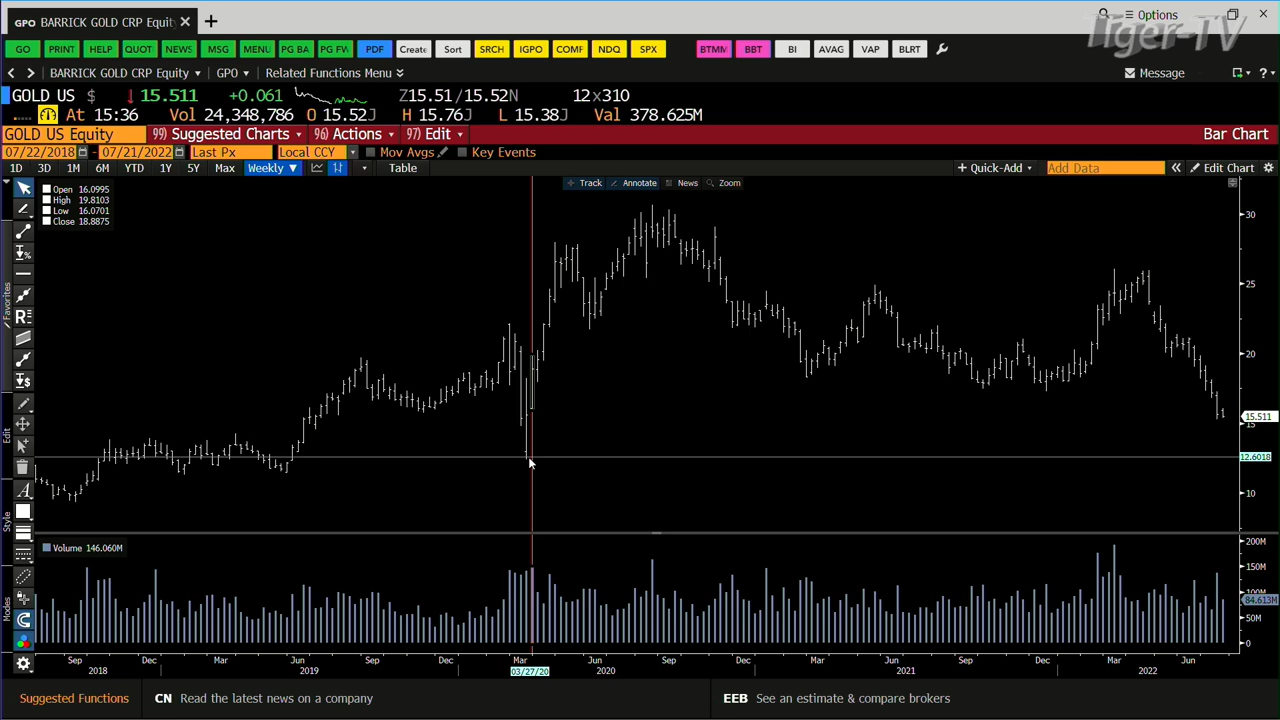 GPO BARRICK GOLD CRP Equity
Options
Tiger-TV
GO PRINT HELP QUOT NEWS MSG MENU PG BA PG FW PDF Create Sort SRCH IGPO COMF NDQ SPX BTMM BBT BI AVAG VAP BLRT
BARRICK GOLD CRP Equity GPO Related Functions Menu Message
GOLD US $ 15.511 +0.061 Z15.51/15.52N 12x310
At 15:36 Vol 24,348,786 O 15.52J H 15.76J L 15.38J Val 378.625M
GOLD US Equity 99) Suggested Charts 96) Actions 97) Edit Bar Chart
07/22/2018 - 07/21/2022 Last Px Local CCY Mov Avgs Key Events
1D 3D 1M 6M YTD 1Y 5Y Max Weekly ▼ Table + Quick-Add Add Data « Edit Chart
Track Annotate News Zoom
Open 16.0995
High 19.8103
Low 16.0701
Close 18.8875
Favorites
Edit
Style
Modes
30
25
20
15.511
15
12.6018
10
Volume 146.060M
200M
150M
100M
84.613M
50M
0
Sep Dec Mar Jun Sep Dec Mar Jun Sep Dec Mar Jun Sep Dec Mar Jun
2018 2019 03/27/20 2020 2021 2022
Suggested Functions CN Read the latest news on a company EEB See an estimate & compare brokers